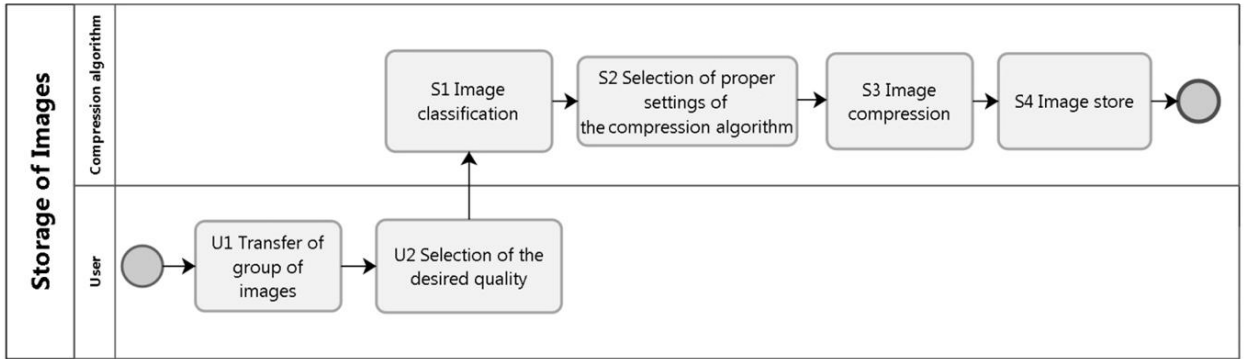 Storage of Images
Compression algorithm
S1 Image
classification
S2 Selection of proper
settings of
the compression algorithm
S3 Image
compression
S4 Image store
User
U1 Transfer of
group of
images
U2 Selection of the
desired quality